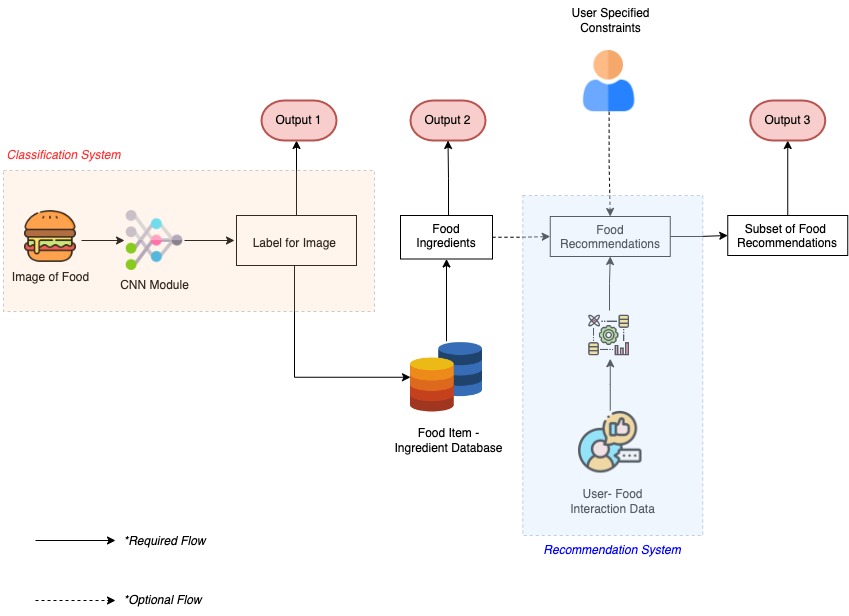 User Specified
Constraints
Output 1
Output 2
Output 3
Classification System
Image of Food
CNN Module
Label for Image
Food
Ingredients
Food
Recommendations
Subset of Food
Recommendations
Food Item -
Ingredient Database
User- Food
Interaction Data
Recommendation System
*Required Flow
*Optional Flow